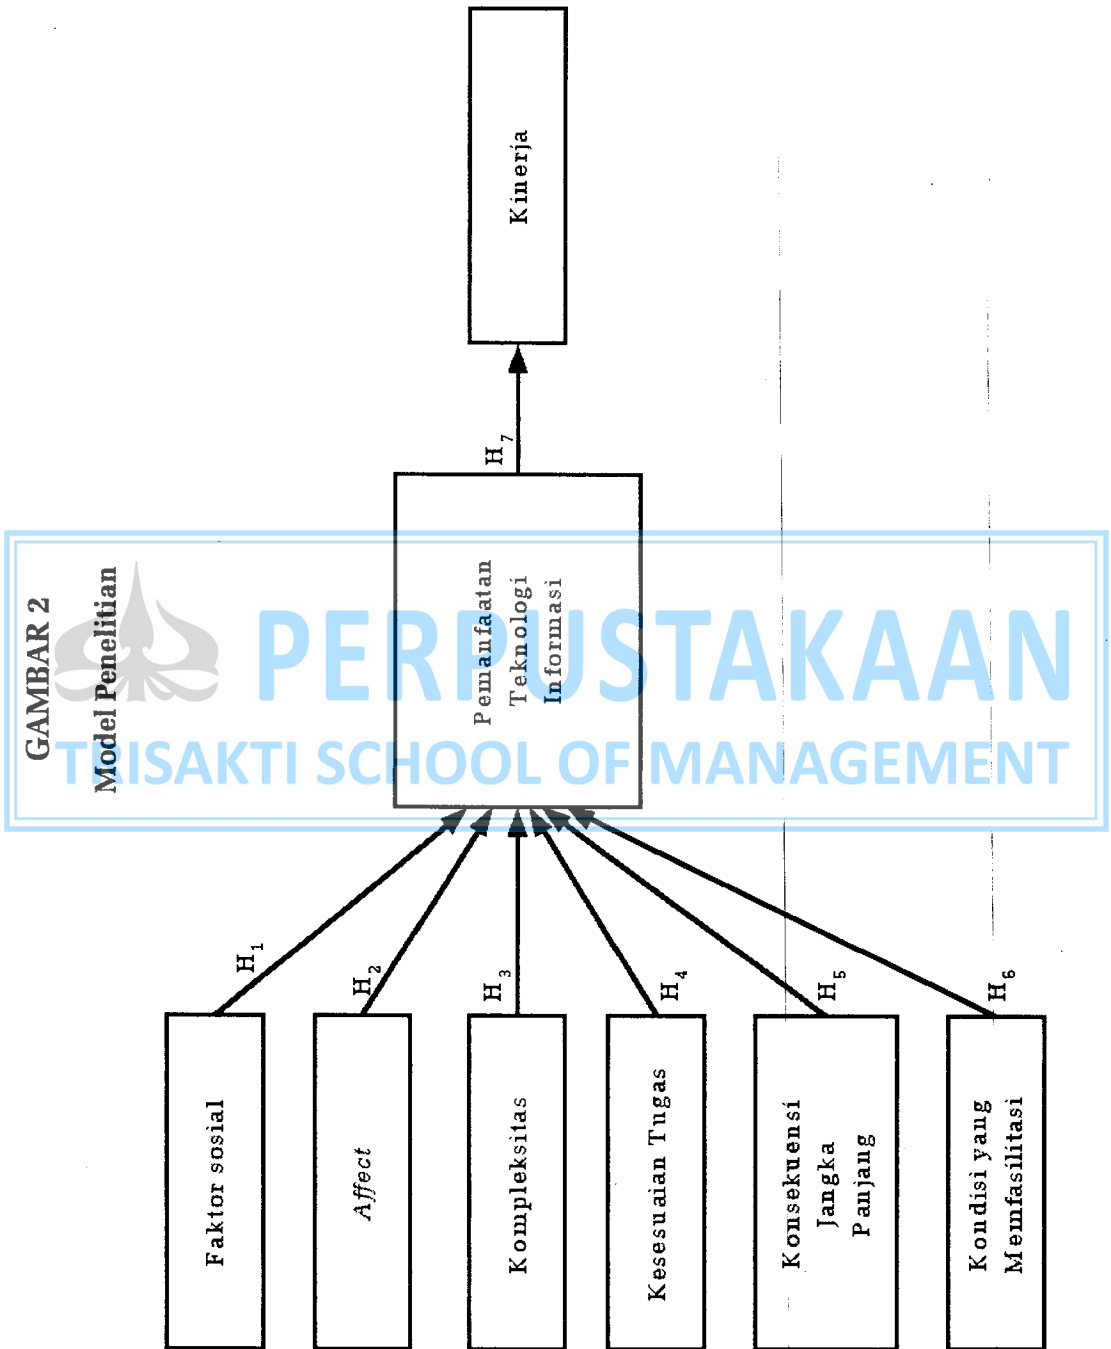 GAMBAR 2
Model Penelitian
Faktor sosial
H1
Affect
H2
Kompleksitas
H3
Kesesuaian Tugas
H4
Konsekuensi
Jangka
Panjang
H5
Kondisi yang
Memfasilitasi
H6
Pemanfaatan
Teknologi
Informasi
H7
Kinerja
PERPUSTAKAAN
TRISAKTI SCHOOL OF MANAGEMENT